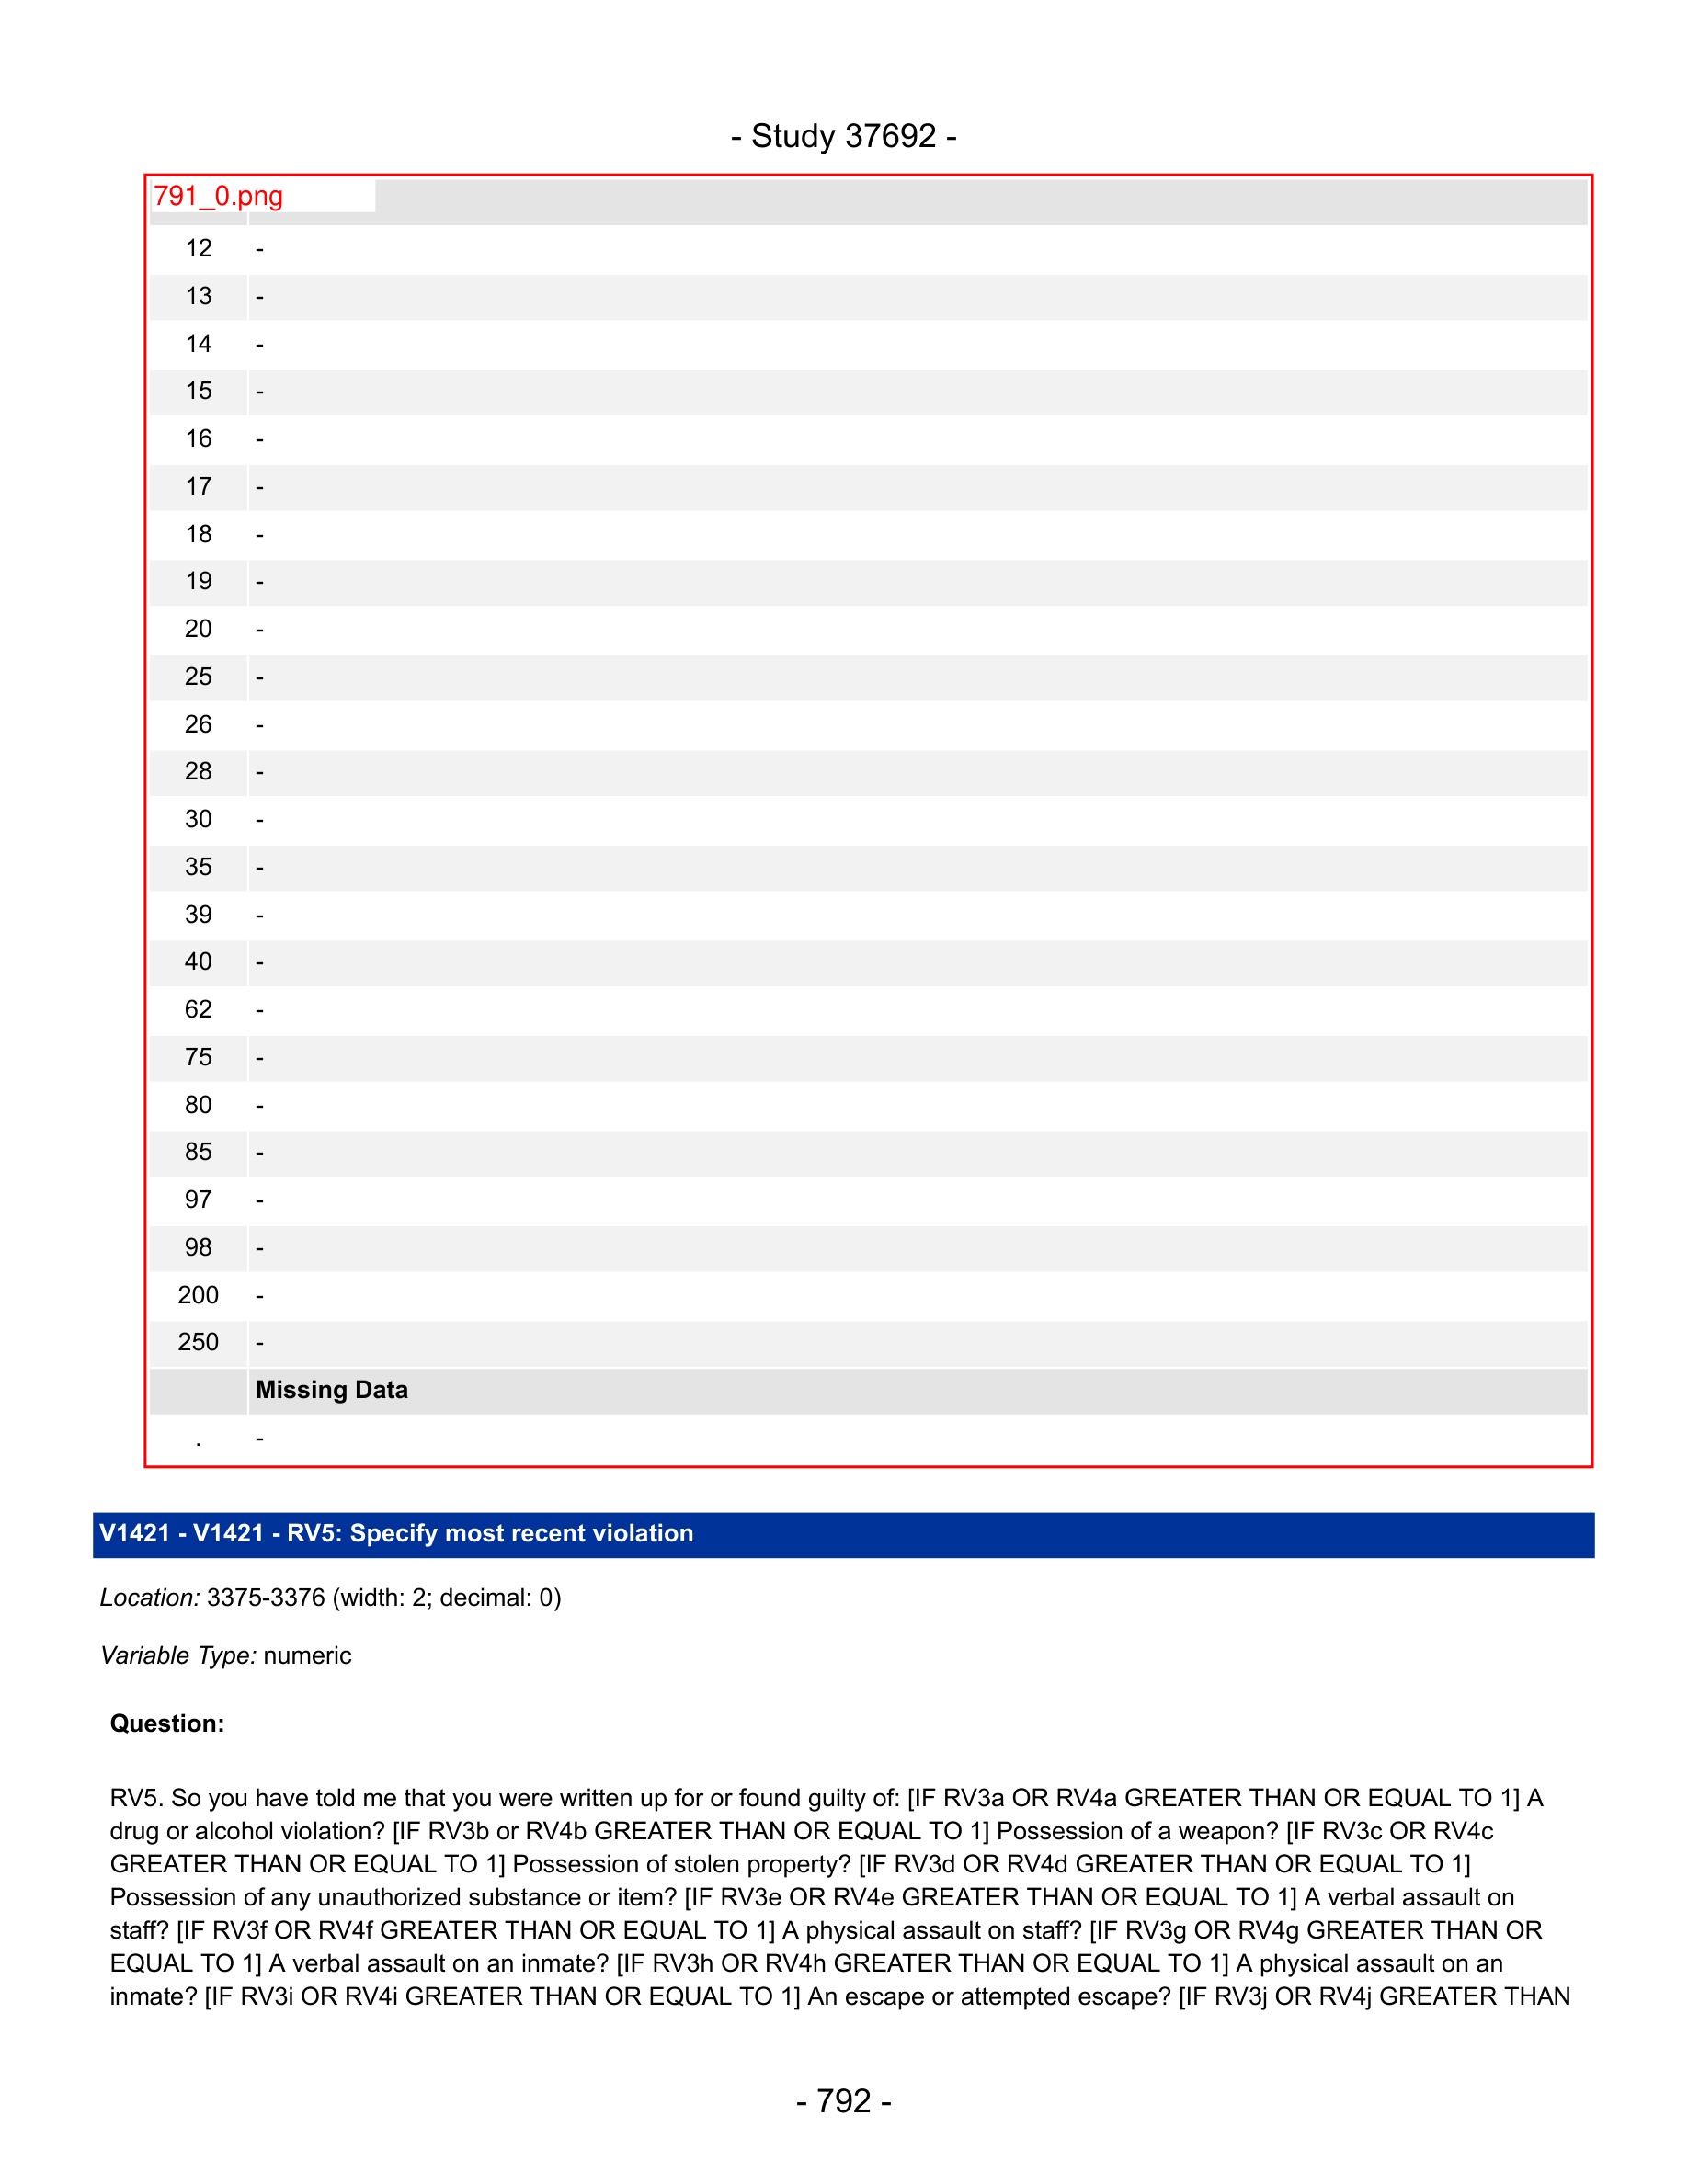 - Study 37692 -
791_0.png
12 -
13 -
14 -
15 -
16 -
17 -
18 -
19 -
20 -
25 -
26 -
28 -
30 -
35 -
39 -
40 -
62 -
75 -
80 -
85 -
97 -
98 -
200 -
250 -
Missing Data
. -
V1421 - V1421 - RV5: Specify most recent violation
Location: 3375-3376 (width: 2; decimal: 0)
Variable Type: numeric
Question:
RV5. So you have told me that you were written up for or found guilty of: [IF RV3a OR RV4a GREATER THAN OR EQUAL TO 1] A
drug or alcohol violation? [IF RV3b or RV4b GREATER THAN OR EQUAL TO 1] Possession of a weapon? [IF RV3c OR RV4c
GREATER THAN OR EQUAL TO 1] Possession of stolen property? [IF RV3d OR RV4d GREATER THAN OR EQUAL TO 1]
Possession of any unauthorized substance or item? [IF RV3e OR RV4e GREATER THAN OR EQUAL TO 1] A verbal assault on
staff? [IF RV3f OR RV4f GREATER THAN OR EQUAL TO 1] A physical assault on staff? [IF RV3g OR RV4g GREATER THAN OR
EQUAL TO 1] A verbal assault on an inmate? [IF RV3h OR RV4h GREATER THAN OR EQUAL TO 1] A physical assault on an
inmate? [IF RV3i OR RV4i GREATER THAN OR EQUAL TO 1] An escape or attempted escape? [IF RV3j OR RV4j GREATER THAN
- 792 -